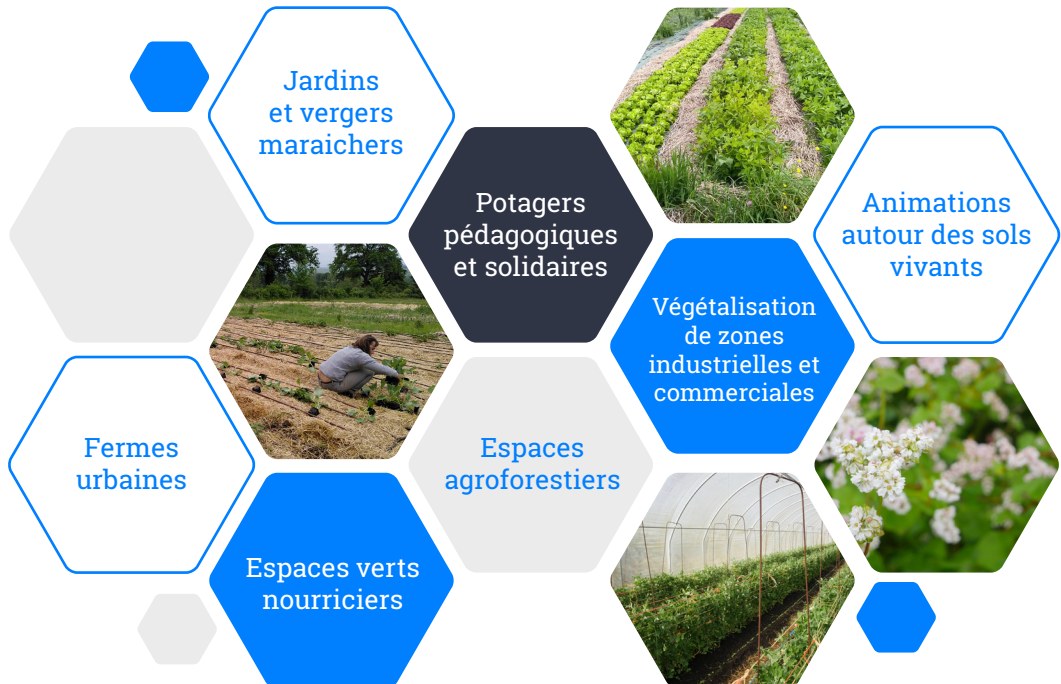 Jardins
et vergers
maraichers
Potagers
pédagogiques
et solidaires
Animations
autour des sols
vivants
Végétalisation
de zones
industrielles et
commerciales
Fermes
urbaines
Espaces
agroforestiers
Espaces verts
nourriciers